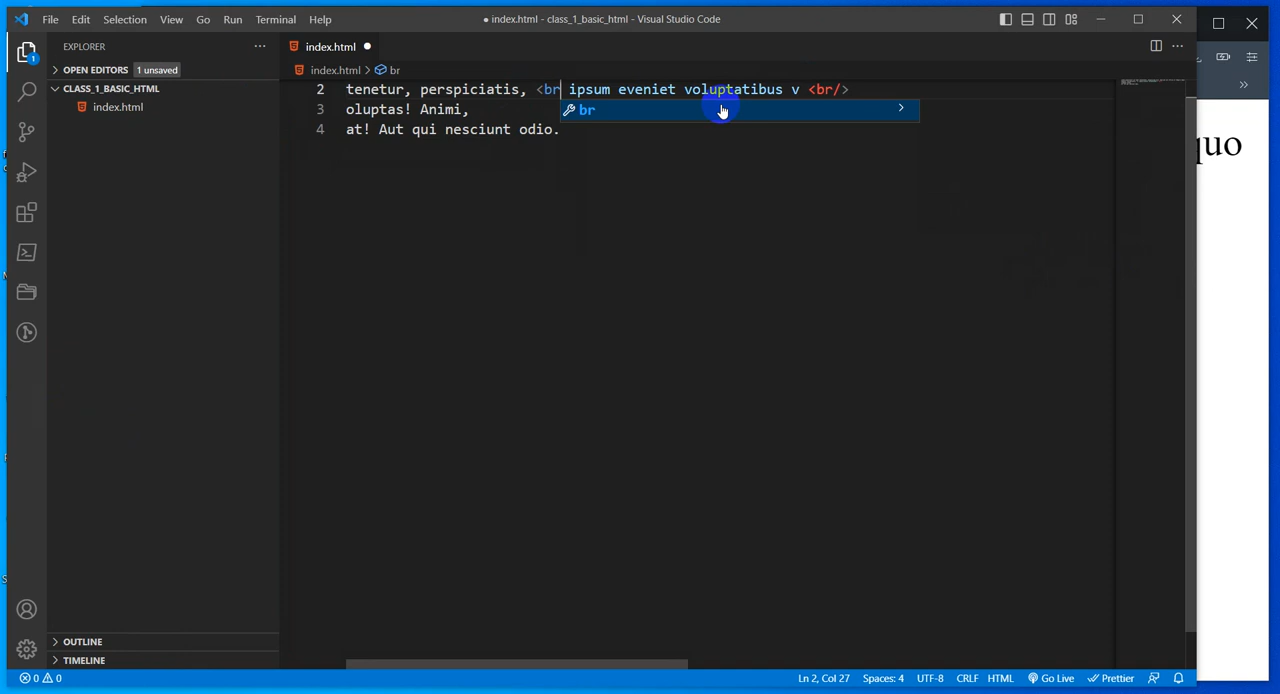 File Edit Selection View Go Run Terminal Help
● index.html - class_1_basic_html - Visual Studio Code
1
EXPLORER
OPEN EDITORS 1 unsaved
CLASS_1_BASIC_HTML
index.html
OUTLINE
TIMELINE
index.html
index.html > br
2 tenetur, perspiciatis, <br ipsum eveniet voluptatibus v <br/>
br
3 oluptas! Animi,
4 at! Aut qui nesciunt odio.
quo
0 0 Ln 2, Col 27 Spaces: 4 UTF-8 CRLF HTML Go Live Prettier